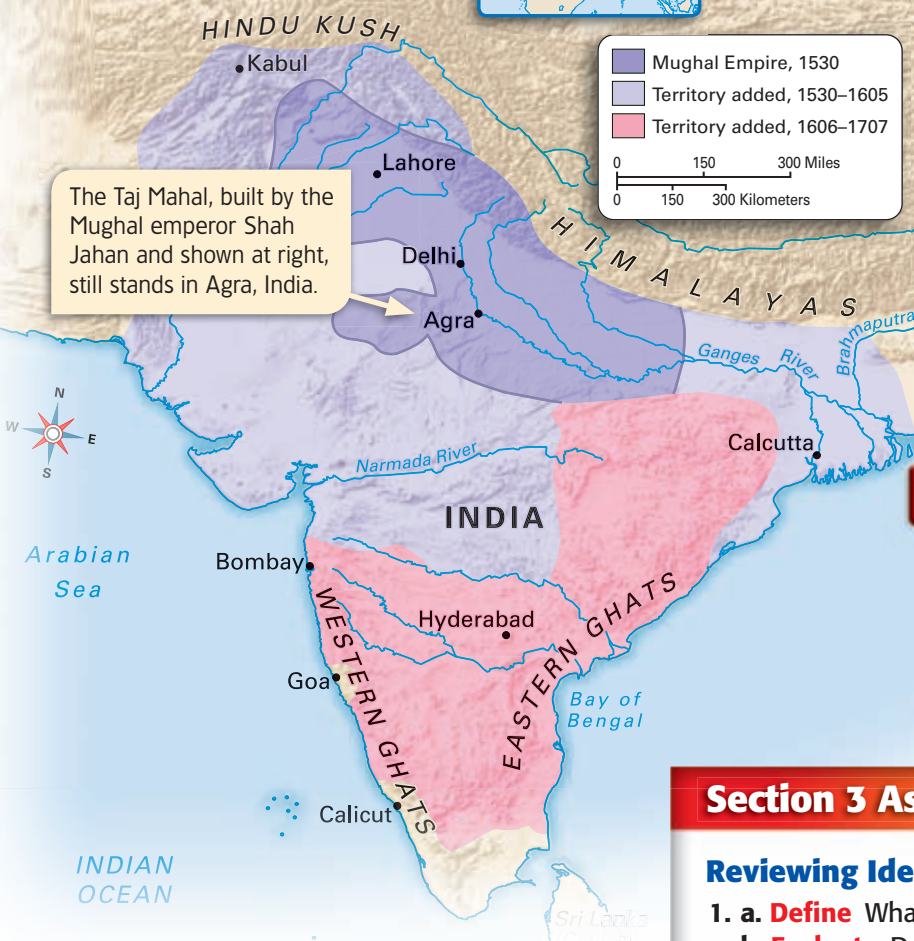 HINDU KUSH
Kabul
Mughal Empire, 1530
Territory added, 1530–1605
Territory added, 1606–1707
0 150 300 Miles
0 150 300 Kilometers
Lahore
The Taj Mahal, built by the
Mughal emperor Shah
Jahan and shown at right,
still stands in Agra, India.
Delhi
HIMALAYAS
Agra
Ganges River
Brahmaputra
N
W
E
S
Calcutta
Narmada River
INDIA
Arabian
Sea
Bombay
WESTERN GHATS
Hyderabad
EASTERN GHATS
Goa
Bay of
Bengal
Calicut
INDIAN
OCEAN
Sri Lanka
Section 3 As
Reviewing Ide
1. a. Define Wha